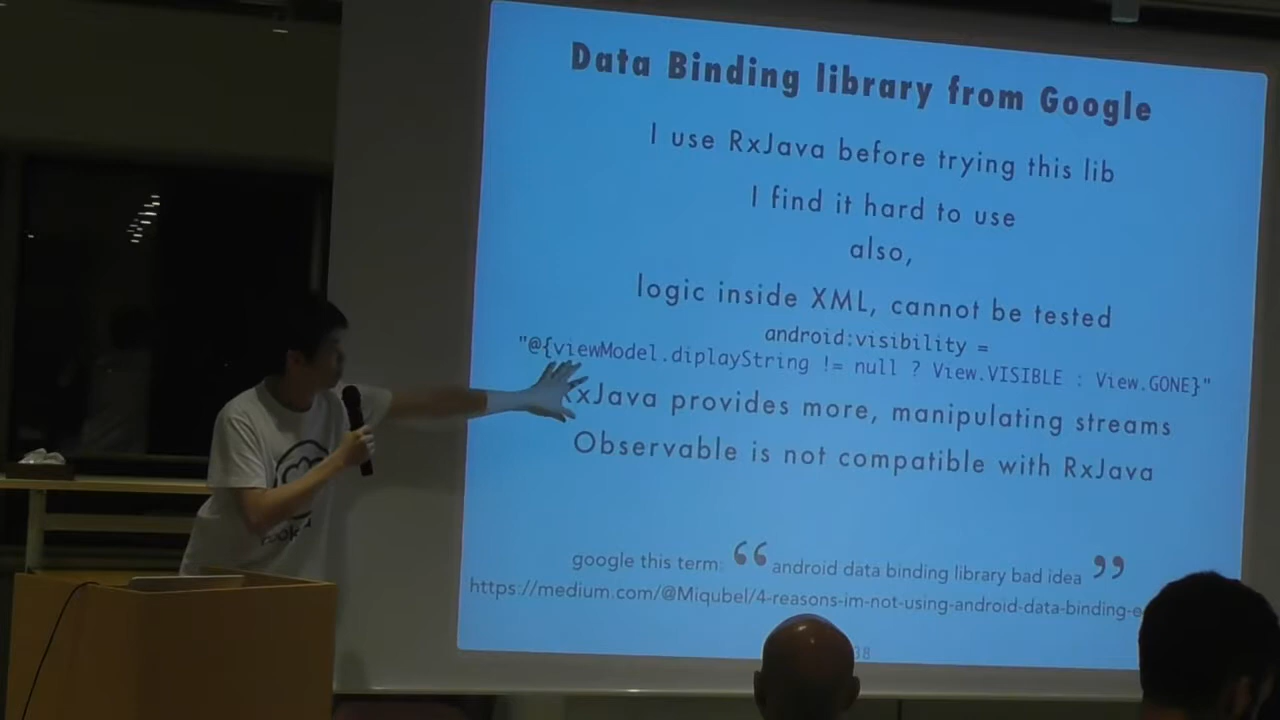 Data Binding library from Google
I use RxJava before trying this lib
I find it hard to use
also,
logic inside XML, cannot be tested
android:visibility =
"@{viewModel.diplayString != null ? View.VISIBLE : View.GONE}"
RxJava provides more, manipulating streams
Observable is not compatible with RxJava
google this term: “ android data binding library bad idea ”
https://medium.com/@Miqubel/4-reasons-im-not-using-android-data-binding-e
38